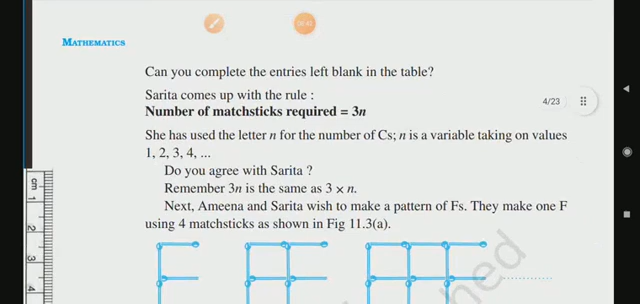 MATHEMATICS
Can you complete the entries left blank in the table?
Sarita comes up with the rule :
4/23
Number of matchsticks required = 3n
She has used the letter n for the number of Cs; n is a variable taking on values
1, 2, 3, 4, ...
Do you agree with Sarita ?
Remember 3n is the same as 3 × n.
Next, Ameena and Sarita wish to make a pattern of Fs. They make one F
using 4 matchsticks as shown in Fig 11.3(a).
cm
1
2
3
4